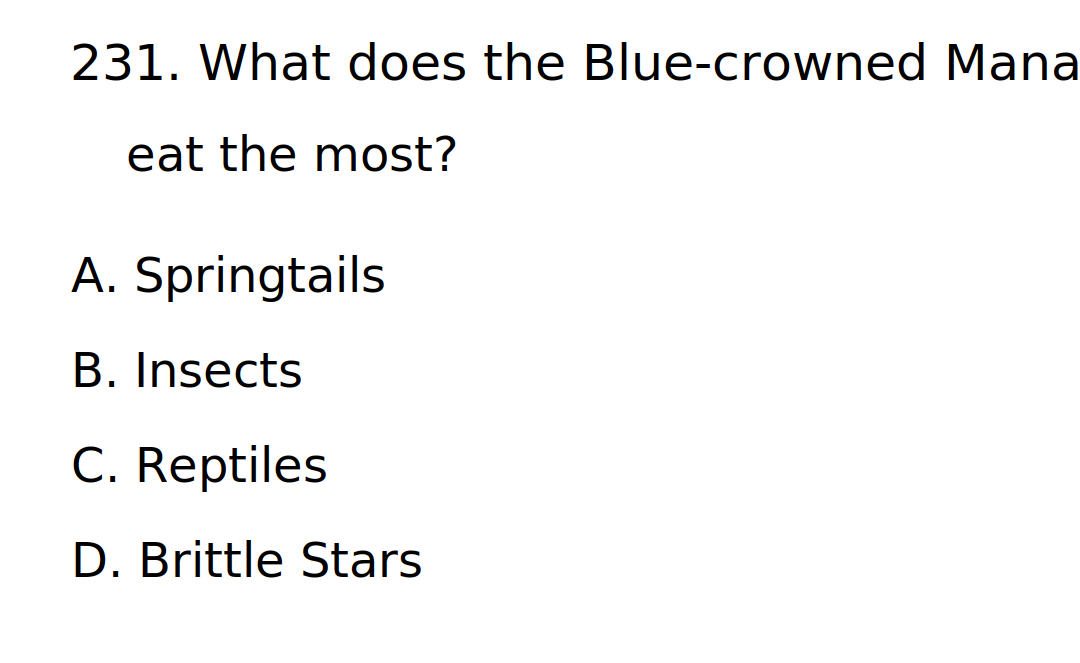 231. What does the Blue-crowned Mana
eat the most?
A. Springtails
B. Insects
C. Reptiles
D. Brittle Stars